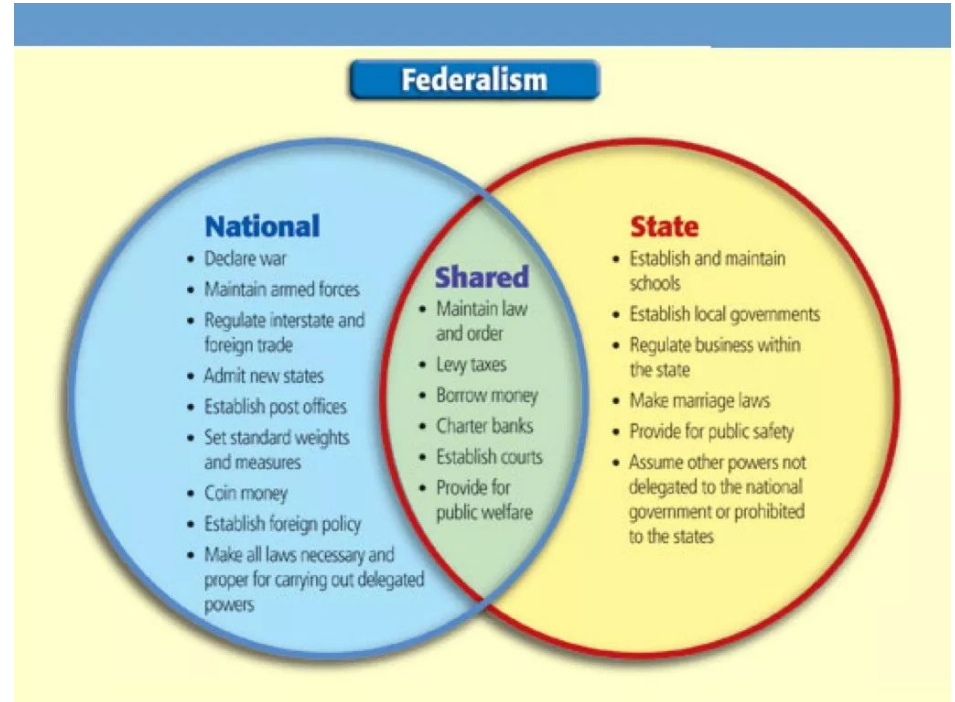 Federalism
National
• Declare war
• Maintain armed forces
• Regulate interstate and
foreign trade
• Admit new states
• Establish post offices
• Set standard weights
and measures
• Coin money
• Establish foreign policy
• Make all laws necessary and
proper for carrying out delegated
powers
Shared
• Maintain law
and order
• Levy taxes
• Borrow money
• Charter banks
• Establish courts
• Provide for
public welfare
State
• Establish and maintain
schools
• Establish local governments
• Regulate business within
the state
• Make marriage laws
• Provide for public safety
• Assume other powers not
delegated to the national
government or prohibited
to the states